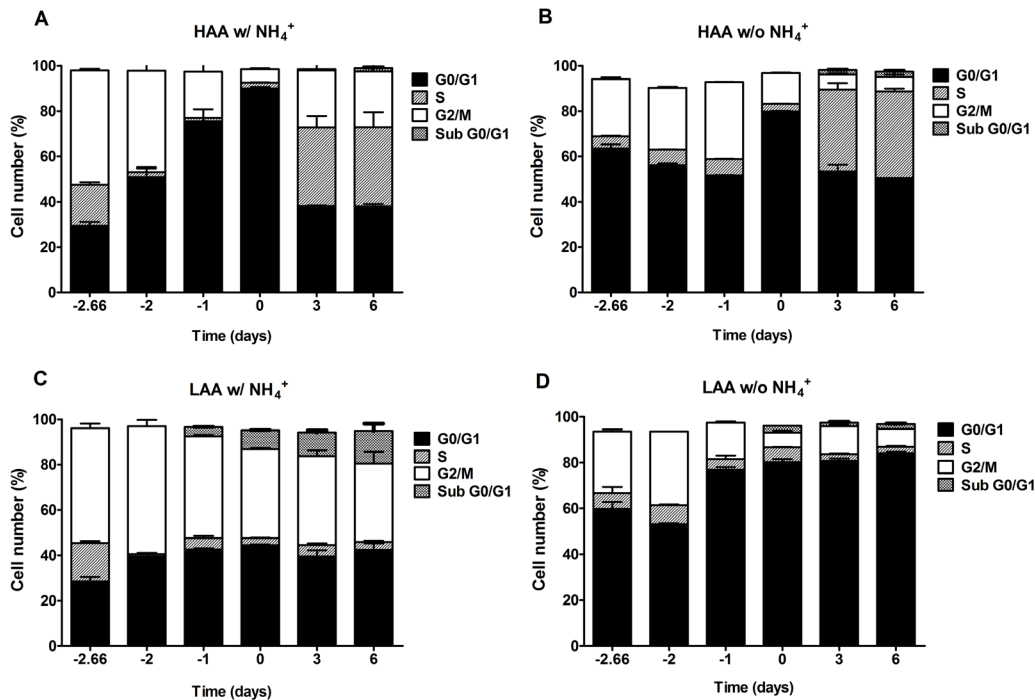 A
HAA w/ NH₄⁺
Cell number (%)
100
80
60
40
20
0
-2.66 -2 -1 0 3 6
Time (days)
G0/G1
S
G2/M
Sub G0/G1
B
HAA w/o NH₄⁺
Cell number (%)
100
80
60
40
20
0
-2.66 -2 -1 0 3 6
Time (days)
G0/G1
S
G2/M
Sub G0/G1
C
LAA w/ NH₄⁺
Cell number (%)
100
80
60
40
20
0
-2.66 -2 -1 0 3 6
Time (days)
G0/G1
S
G2/M
Sub G0/G1
D
LAA w/o NH₄⁺
Cell number (%)
100
80
60
40
20
0
-2.66 -2 -1 0 3 6
Time (days)
G0/G1
S
G2/M
Sub G0/G1